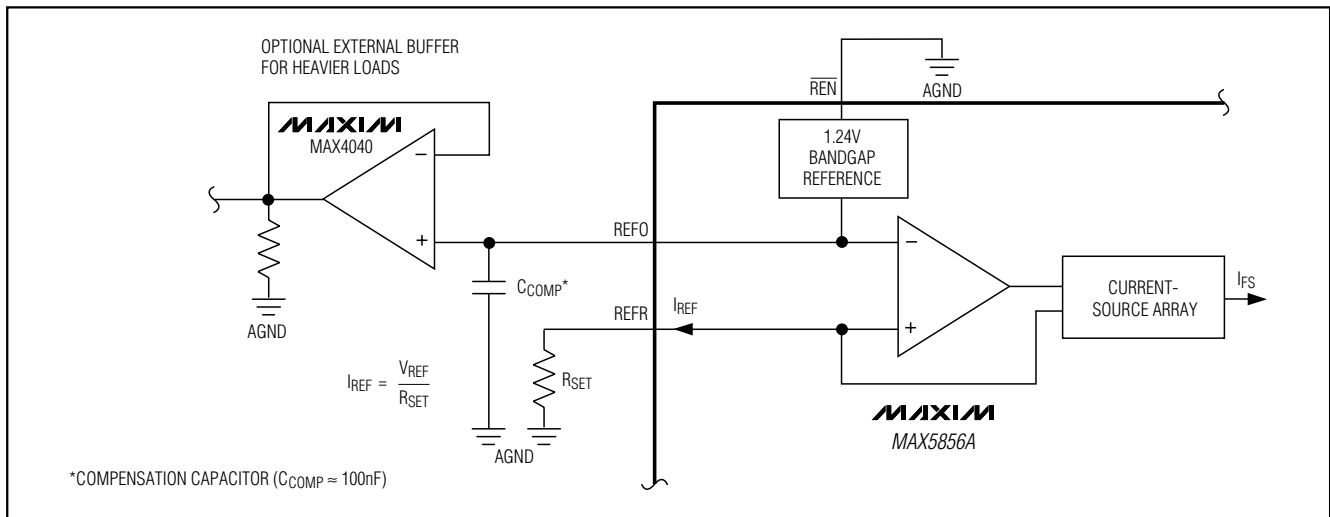 OPTIONAL EXTERNAL BUFFER
FOR HEAVIER LOADS
MAXIM
MAX4040
−
+
AGND
REN
AGND
1.24V
BANDGAP
REFERENCE
REFO
CCOMP*
REFR
IREF
−
+
CURRENT-
SOURCE ARRAY
IFS
IREF = VREF
RSET
RSET
AGND
MAXIM
MAX5856A
*COMPENSATION CAPACITOR (CCOMP ≈ 100nF)